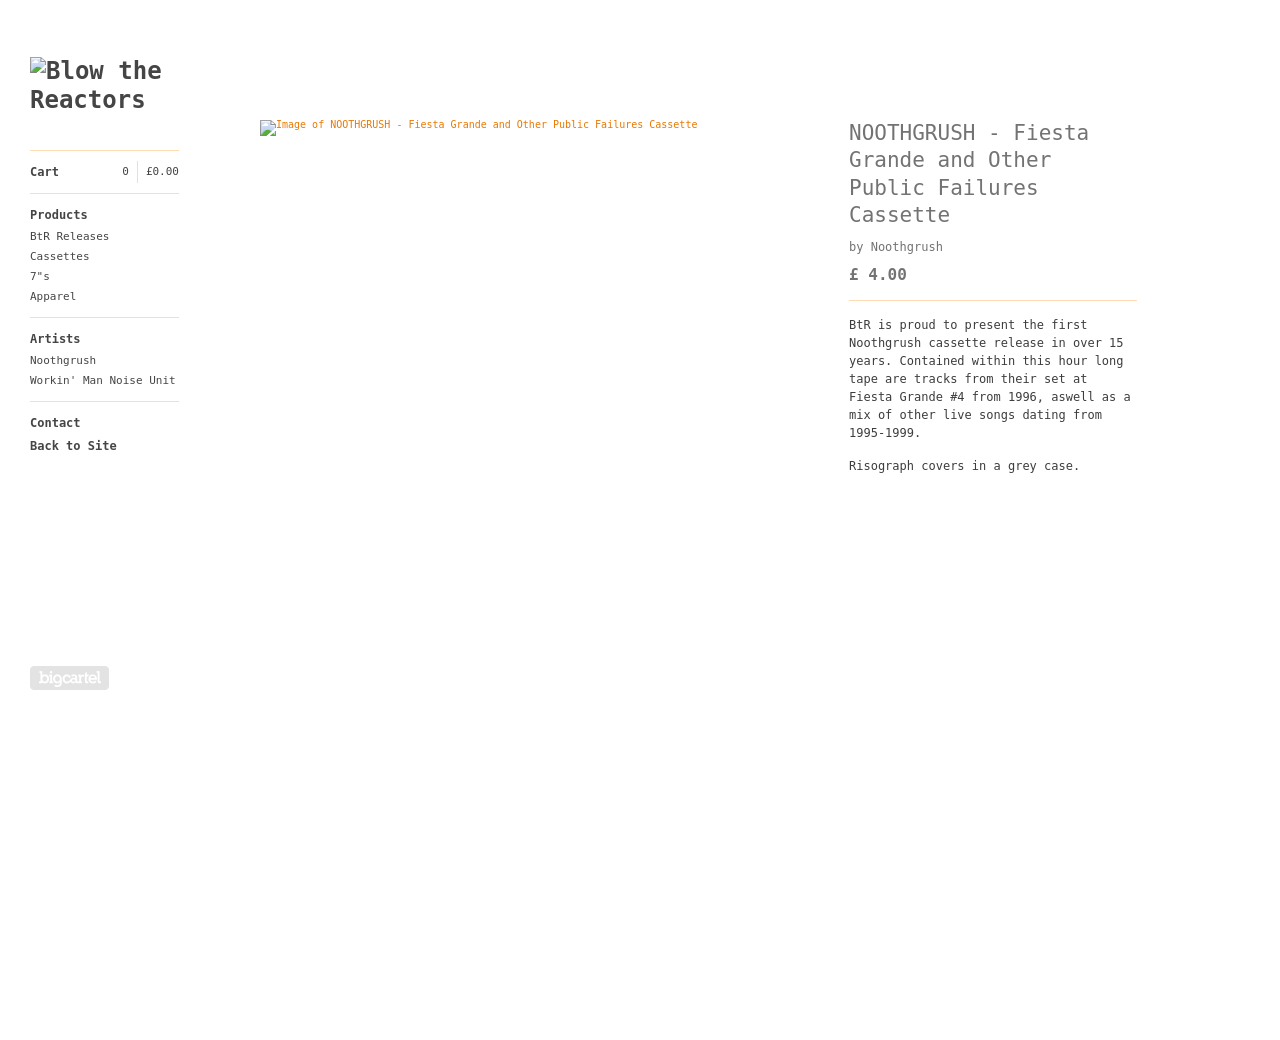 Blow the
Reactors
Cart 0 £0.00
Products
BtR Releases
Cassettes
7"s
Apparel
Artists
Noothgrush
Workin' Man Noise Unit
Contact
Back to Site
bigcartel
Image of NOOTHGRUSH - Fiesta Grande and Other Public Failures Cassette
NOOTHGRUSH - Fiesta
Grande and Other
Public Failures
Cassette
by Noothgrush
£ 4.00
BtR is proud to present the first
Noothgrush cassette release in over 15
years. Contained within this hour long
tape are tracks from their set at
Fiesta Grande #4 from 1996, aswell as a
mix of other live songs dating from
1995-1999.
Risograph covers in a grey case.